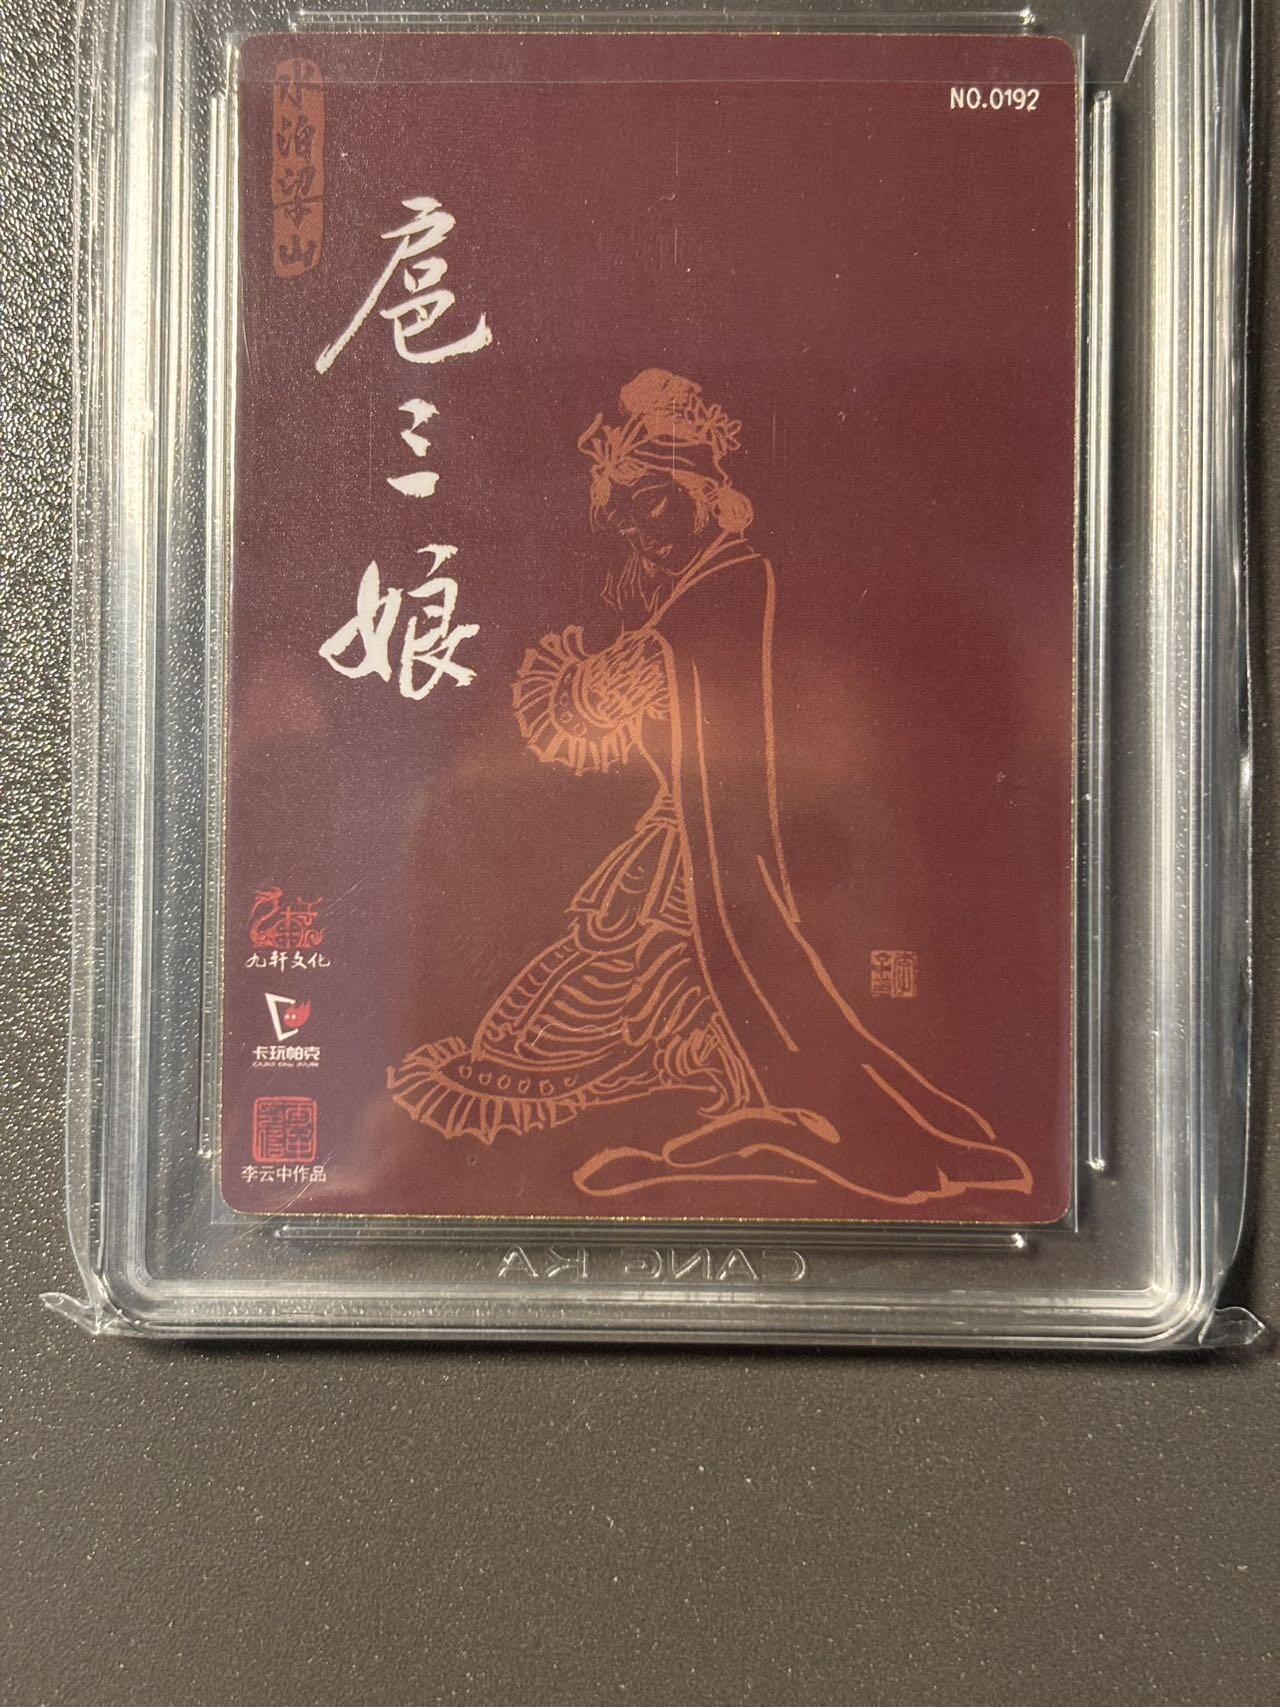 水泊梁山
NO.0192
扈三娘
九轩文化
卡玩帕克
李云中作品
CANG KA